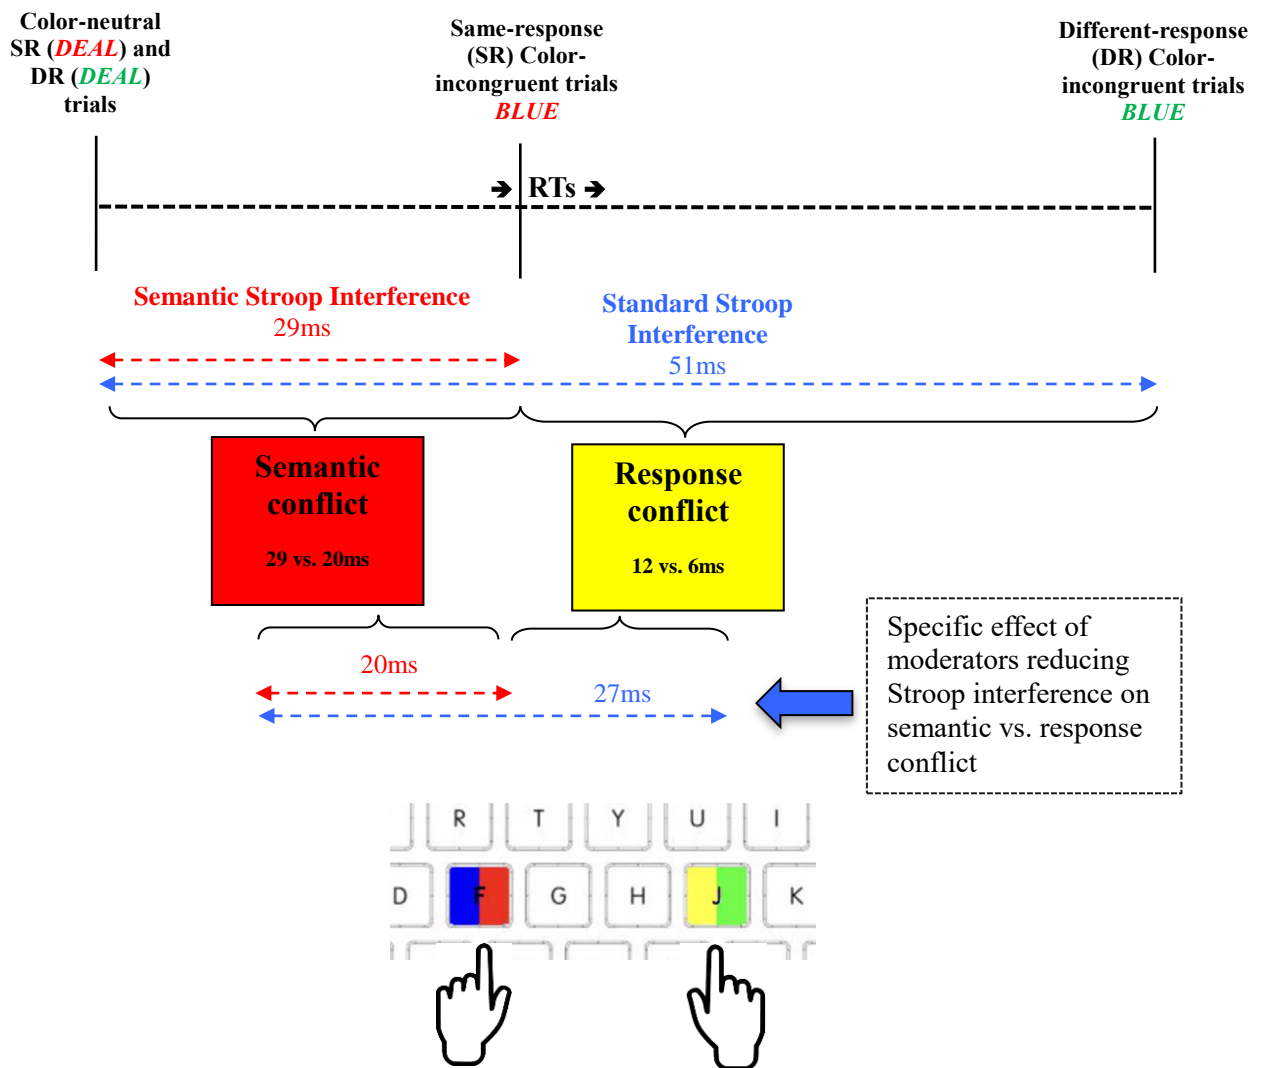 Color-neutral
SR (DEAL) and
DR (DEAL)
trials
Same-response
(SR) Color-
incongruent trials
BLUE
Different-response
(DR) Color-
incongruent trials
BLUE
➔ RTs ➔
Semantic Stroop Interference
29ms
Standard Stroop
Interference
51ms
Semantic
conflict
29 vs. 20ms
Response
conflict
12 vs. 6ms
20ms
27ms
Specific effect of
moderators reducing
Stroop interference on
semantic vs. response
conflict
R T Y U I
D F G H J K